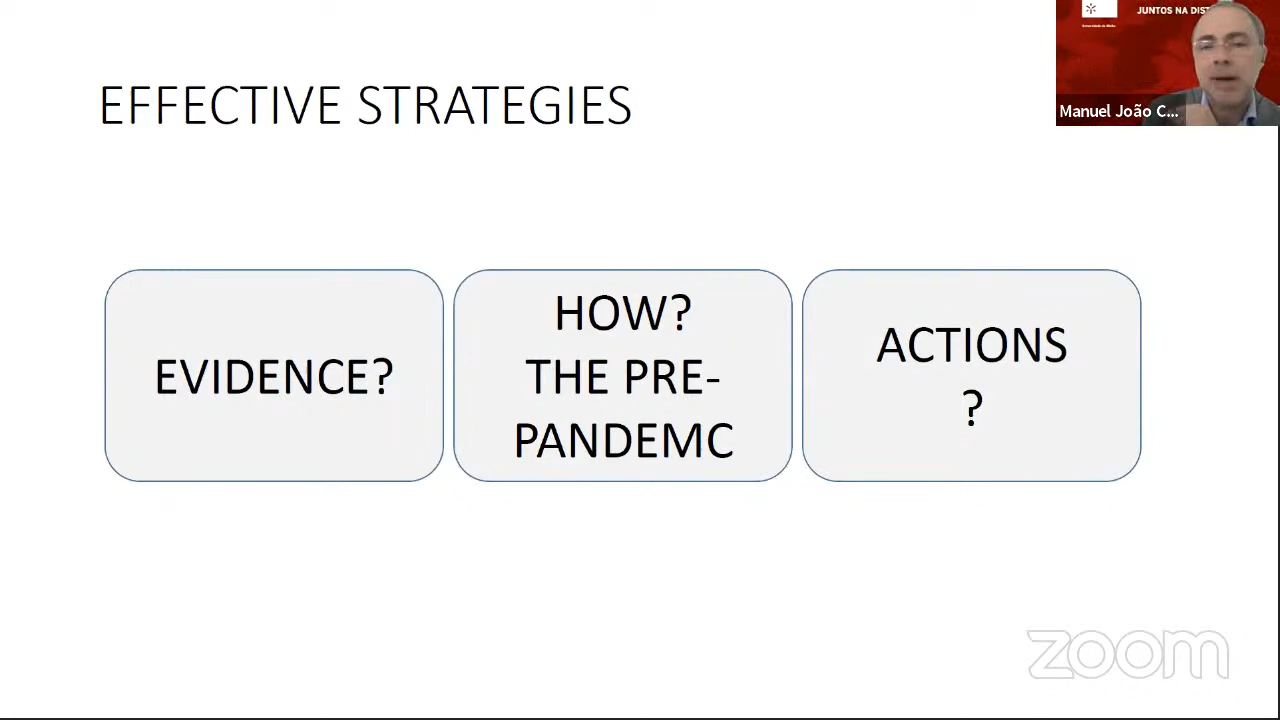 JUNTOS NA DIST
Manuel João C...
EFFECTIVE STRATEGIES
EVIDENCE?
HOW?
THE PRE-
PANDEMC
ACTIONS
?
zoom